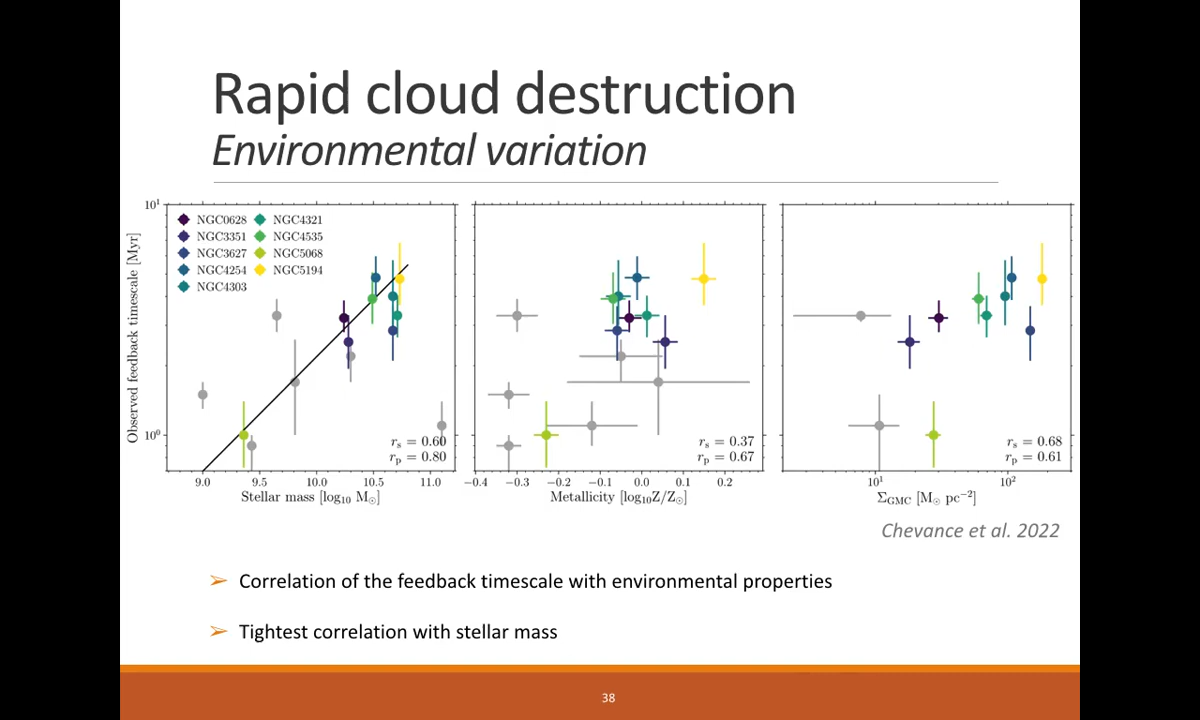 Rapid cloud destruction
Environmental variation
10¹
10⁰
Observed feedback timescale [Myr]
NGC0628
NGC3351
NGC3627
NGC4254
NGC4303
NGC4321
NGC4535
NGC5068
NGC5194
rₛ = 0.60
rₚ = 0.80
9.0 9.5 10.0 10.5 11.0
Stellar mass [log₁₀ M☉]
rₛ = 0.37
rₚ = 0.67
−0.4 −0.3 −0.2 −0.1 0.0 0.1 0.2
Metallicity [log₁₀Z/Z☉]
rₛ = 0.68
rₚ = 0.61
10¹ 10²
Σ_GMC [M☉ pc⁻²]
Chevance et al. 2022
➢ Correlation of the feedback timescale with environmental properties
➢ Tightest correlation with stellar mass
38